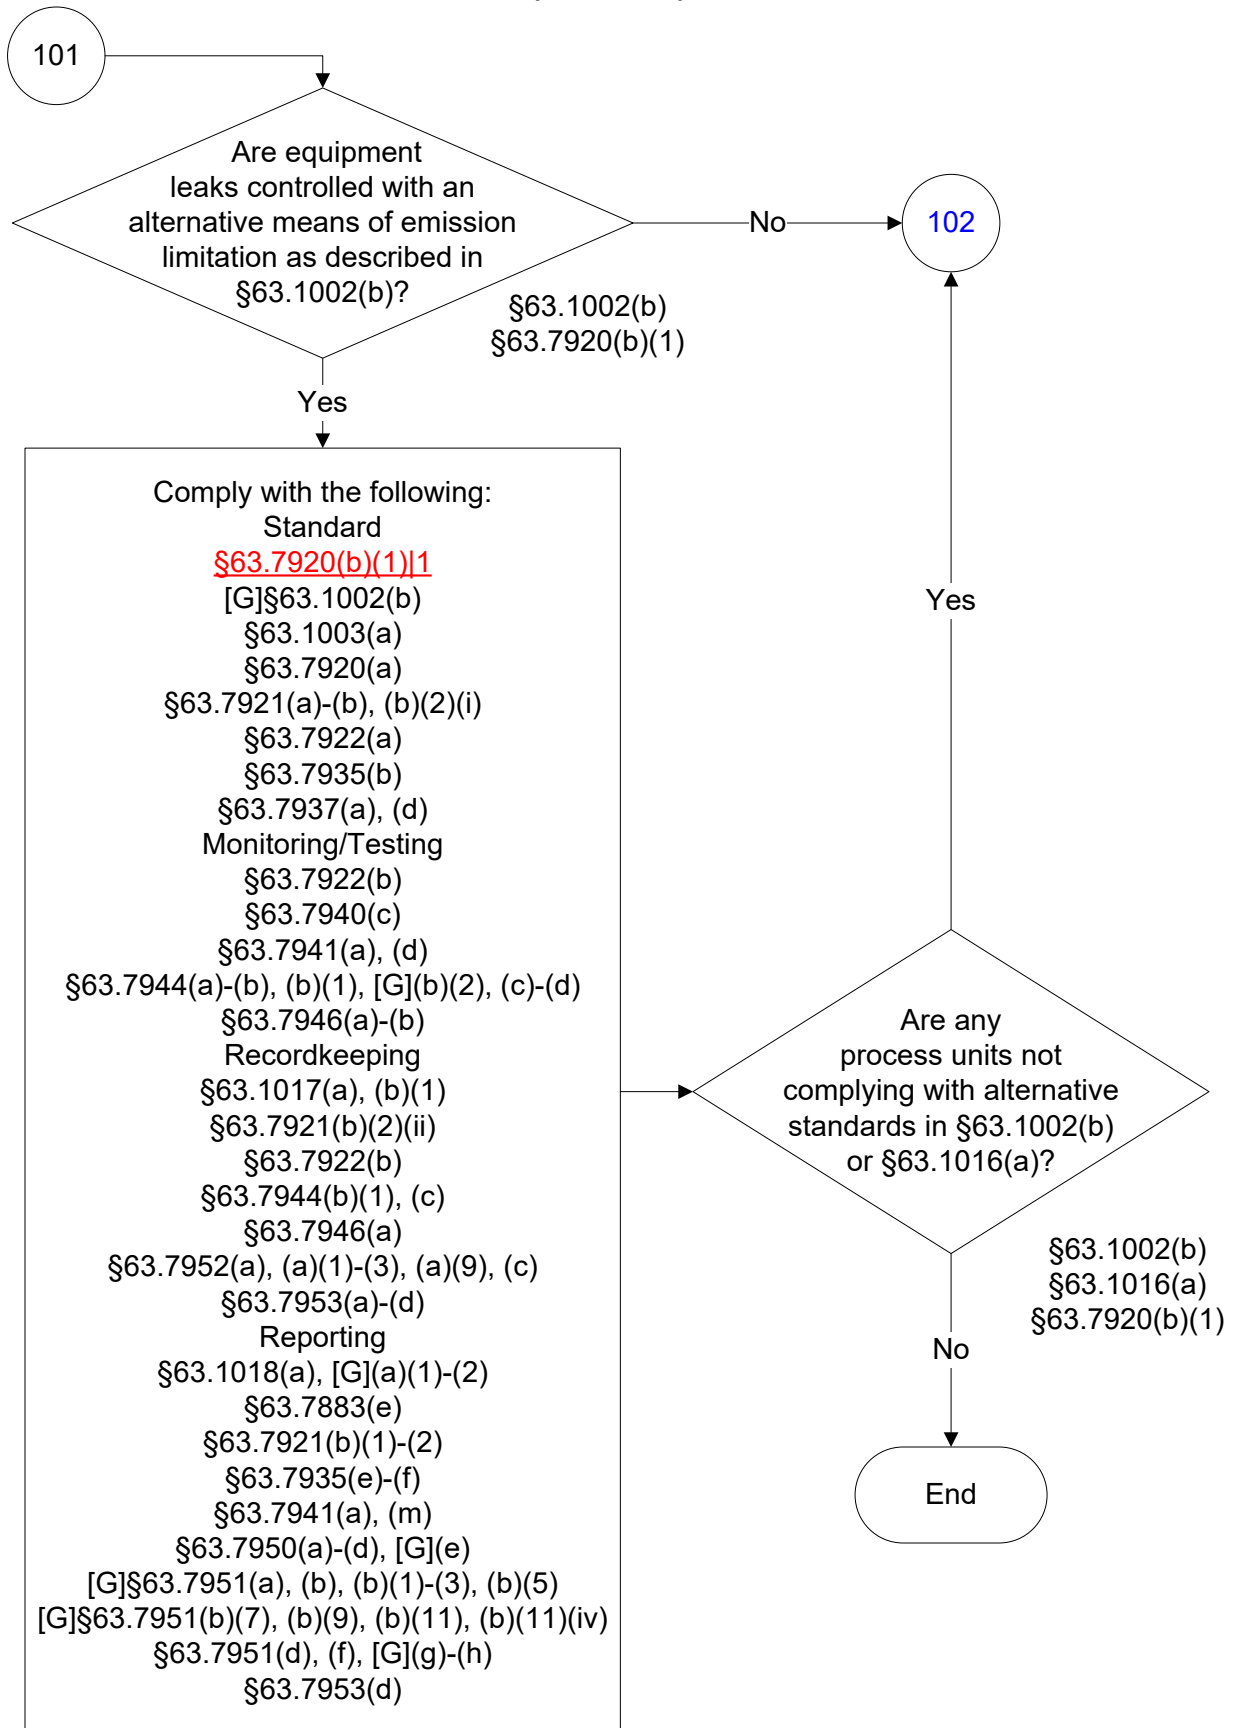 101
Are equipment
leaks controlled with an
alternative means of emission
limitation as described in
§63.1002(b)?
No
102
§63.1002(b)
§63.7920(b)(1)
Yes
Comply with the following:
Standard
§63.7920(b)(1)|1
[G]§63.1002(b)
§63.1003(a)
§63.7920(a)
§63.7921(a)-(b), (b)(2)(i)
§63.7922(a)
§63.7935(b)
§63.7937(a), (d)
Monitoring/Testing
§63.7922(b)
§63.7940(c)
§63.7941(a), (d)
§63.7944(a)-(b), (b)(1), [G](b)(2), (c)-(d)
§63.7946(a)-(b)
Recordkeeping
§63.1017(a), (b)(1)
§63.7921(b)(2)(ii)
§63.7922(b)
§63.7944(b)(1), (c)
§63.7946(a)
§63.7952(a), (a)(1)-(3), (a)(9), (c)
§63.7953(a)-(d)
Reporting
§63.1018(a), [G](a)(1)-(2)
§63.7883(e)
§63.7921(b)(1)-(2)
§63.7935(e)-(f)
§63.7941(a), (m)
§63.7950(a)-(d), [G](e)
[G]§63.7951(a), (b), (b)(1)-(3), (b)(5)
[G]§63.7951(b)(7), (b)(9), (b)(11), (b)(11)(iv)
§63.7951(d), (f), [G](g)-(h)
§63.7953(d)
Yes
Are any
process units not
complying with alternative
standards in §63.1002(b)
or §63.1016(a)?
§63.1002(b)
§63.1016(a)
§63.7920(b)(1)
No
End